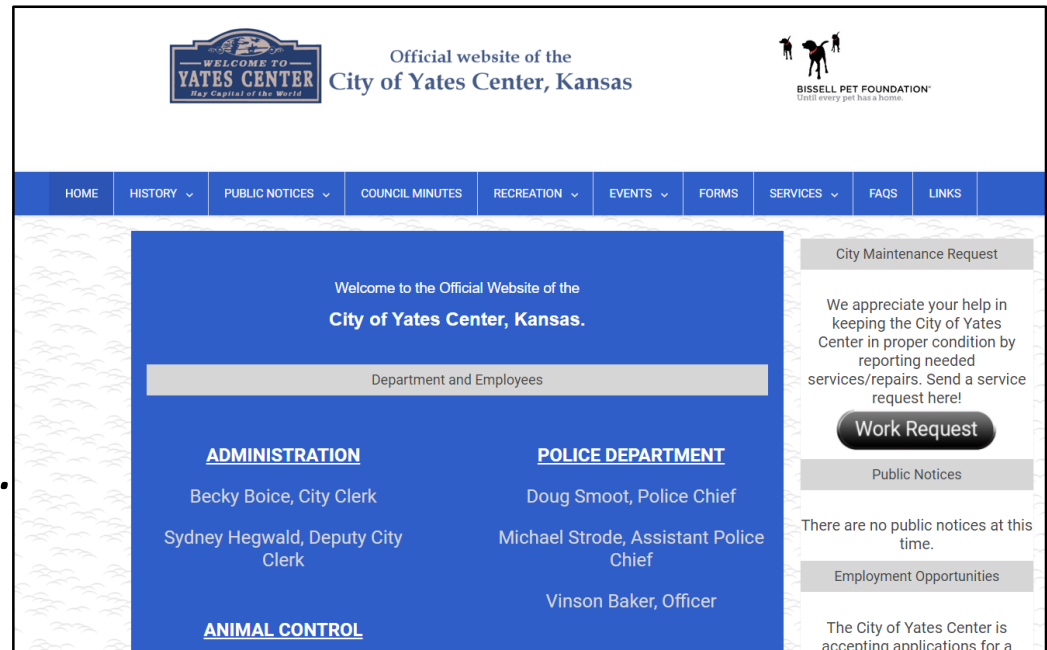 WELCOME TO
YATES CENTER
Hay Capital of the World
Official website of the
City of Yates Center, Kansas
BISSELL PET FOUNDATION®
Until every pet has a home.
HOME
HISTORY
PUBLIC NOTICES
COUNCIL MINUTES
RECREATION
EVENTS
FORMS
SERVICES
FAQS
LINKS
Welcome to the Official Website of the
City of Yates Center, Kansas.
Department and Employees
ADMINISTRATION
Becky Boice, City Clerk
Sydney Hegwald, Deputy City
Clerk
ANIMAL CONTROL
POLICE DEPARTMENT
Doug Smoot, Police Chief
Michael Strode, Assistant Police
Chief
Vinson Baker, Officer
City Maintenance Request
We appreciate your help in
keeping the City of Yates
Center in proper condition by
reporting needed
services/repairs. Send a service
request here!
Work Request
Public Notices
There are no public notices at this
time.
Employment Opportunities
The City of Yates Center is
accepting applications for a